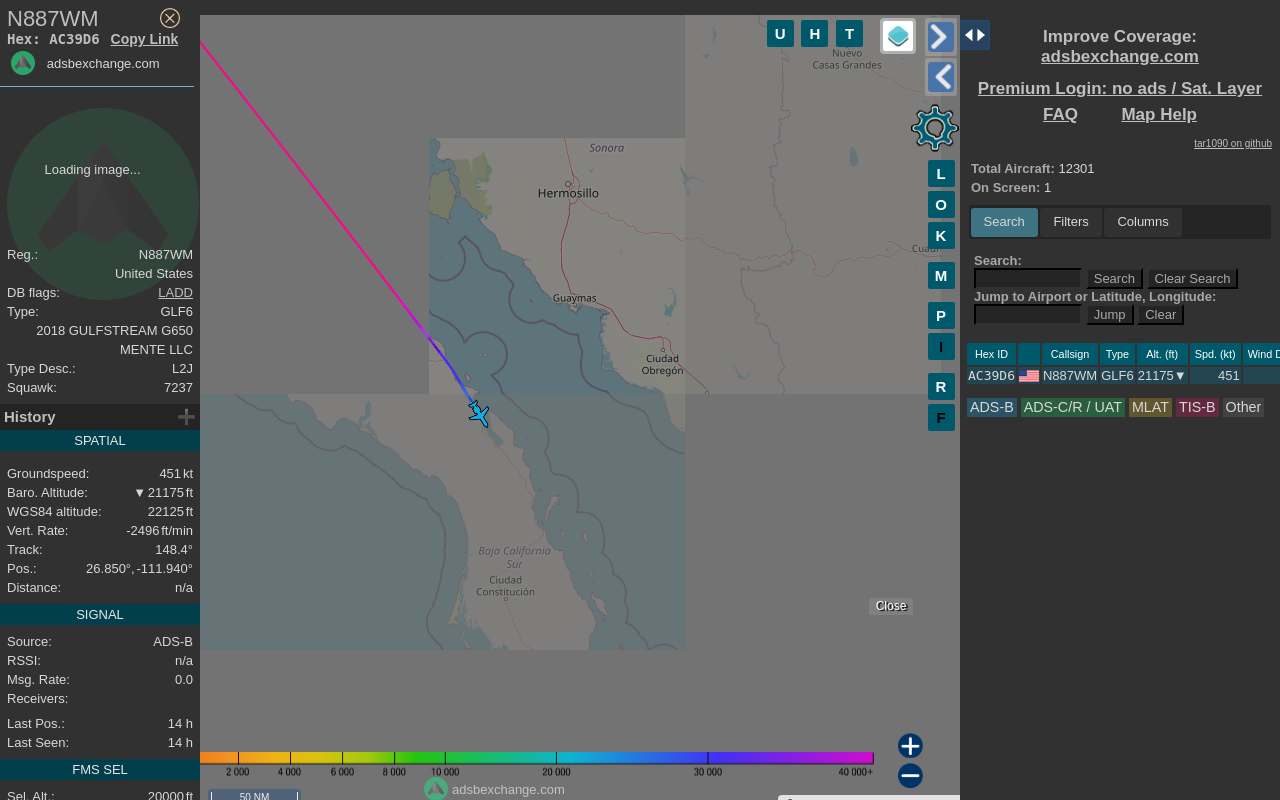 N887WM
Hex: AC39D6 Copy Link
adsbexchange.com
Loading image...
Reg.: N887WM
United States
DB flags: LADD
Type: GLF6
2018 GULFSTREAM G650
MENTE LLC
Type Desc.: L2J
Squawk: 7237
History
SPATIAL
Groundspeed: 451 kt
Baro. Altitude: ▼ 21175 ft
WGS84 altitude: 22125 ft
Vert. Rate: -2496 ft/min
Track: 148.4°
Pos.: 26.850°, -111.940°
Distance: n/a
SIGNAL
Source: ADS-B
RSSI: n/a
Msg. Rate: 0.0
Receivers:
Last Pos.: 14 h
Last Seen: 14 h
FMS SEL
Sel. Alt.: 20000 ft
U H T
Nuevo
Casas Grandes
Sonora
Hermosillo
Guaymas
Ciudad
Obregón
Baja California
Sur
Ciudad
Constitución
L
O
K
M
P
I
R
F
Close
2 000 4 000 6 000 8 000 10 000 20 000 30 000 40 000+
adsbexchange.com
50 NM
Improve Coverage:
adsbexchange.com
Premium Login: no ads / Sat. Layer
FAQ Map Help
tar1090 on github
Total Aircraft: 12301
On Screen: 1
Search Filters Columns
Search:
Search Clear Search
Jump to Airport or Latitude, Longitude:
Jump Clear
Hex ID Callsign Type Alt. (ft) Spd. (kt) Wind D
AC39D6 N887WM GLF6 21175▼ 451
ADS-B ADS-C/R / UAT MLAT TIS-B Other